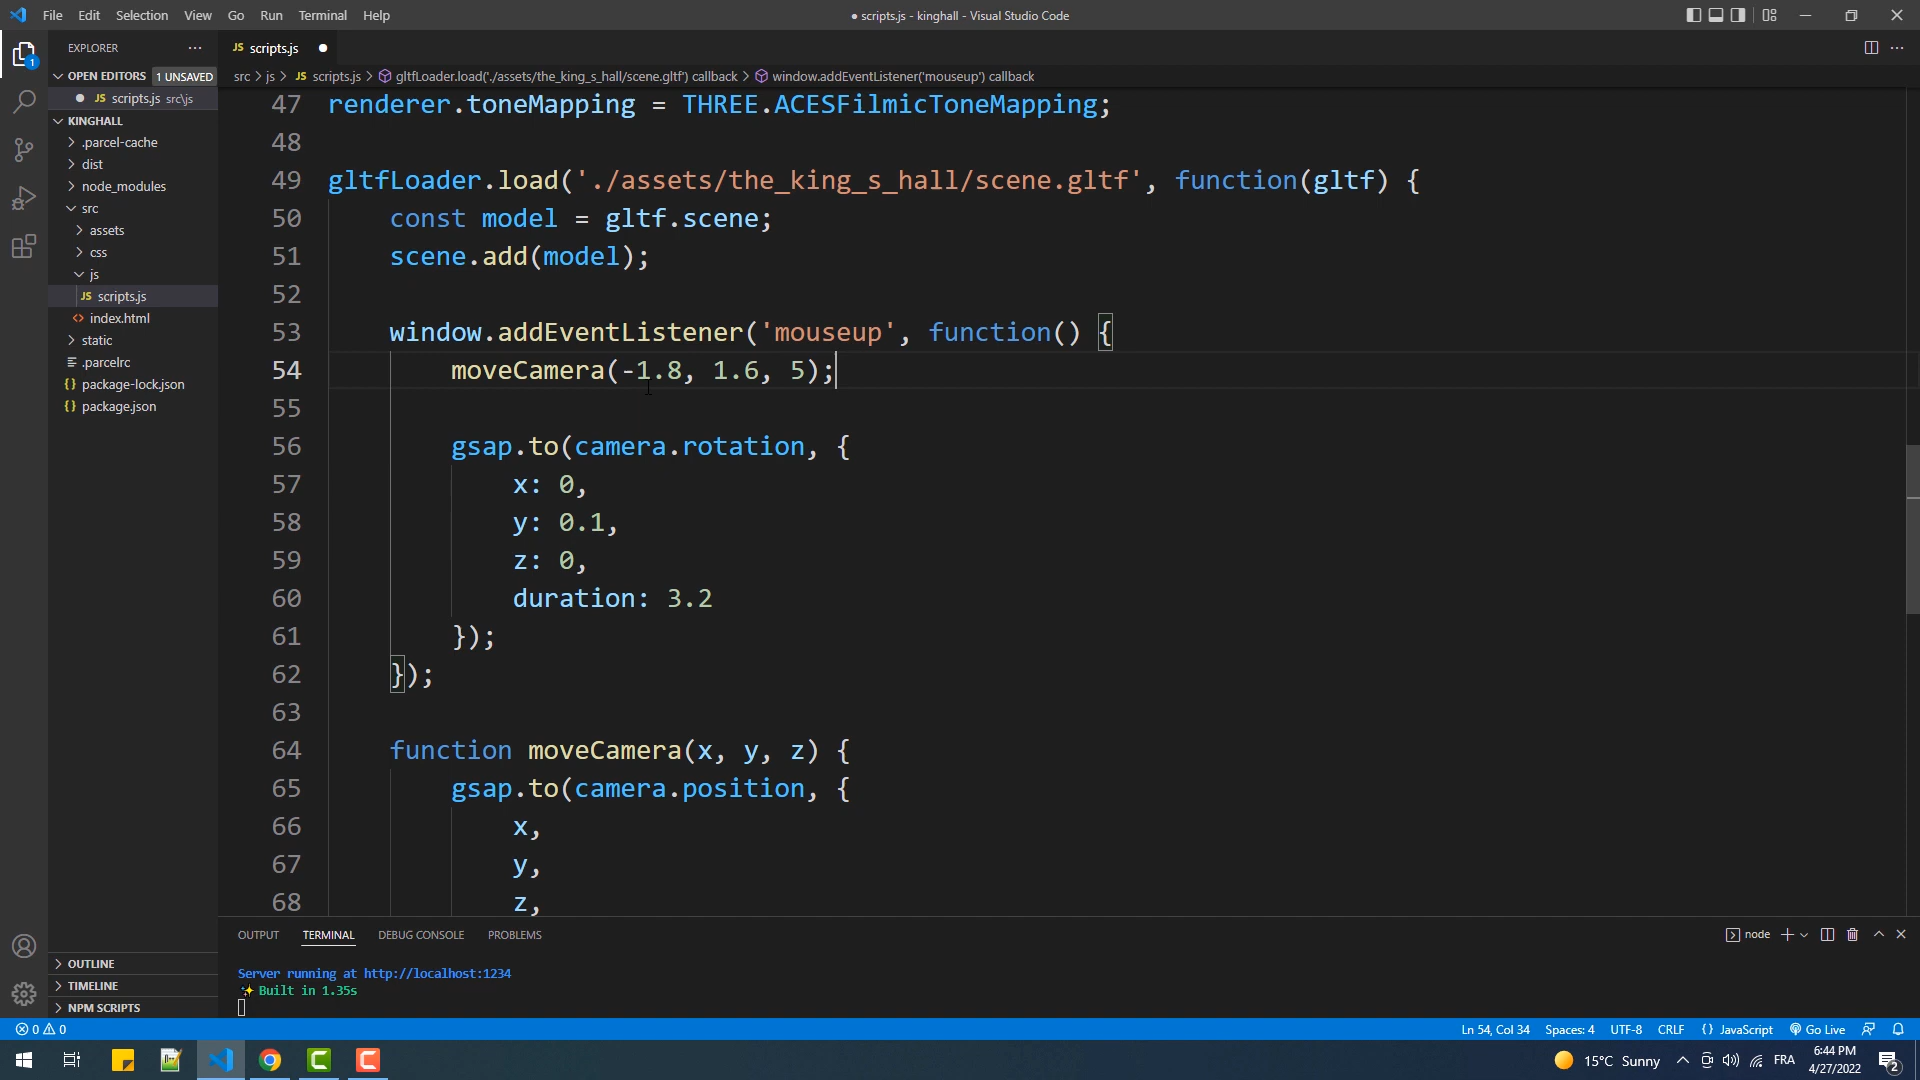 File Edit Selection View Go Run Terminal Help
● scripts.js - kinghall - Visual Studio Code
EXPLORER
OPEN EDITORS 1 UNSAVED
● JS scripts.js src\js
KINGHALL
.parcel-cache
dist
node_modules
src
assets
css
js
JS scripts.js
<> index.html
static
.parcelrc
{} package-lock.json
{} package.json
OUTLINE
TIMELINE
NPM SCRIPTS
1
JS scripts.js ●
src > js > JS scripts.js > gltfLoader.load('./assets/the_king_s_hall/scene.gltf') callback > window.addEventListener('mouseup') callback
47 renderer.toneMapping = THREE.ACESFilmicToneMapping;
48
49 gltfLoader.load('./assets/the_king_s_hall/scene.gltf', function(gltf) {
50 const model = gltf.scene;
51 scene.add(model);
52
53 window.addEventListener('mouseup', function() {
54 moveCamera(-1.8, 1.6, 5);
55
56 gsap.to(camera.rotation, {
57 x: 0,
58 y: 0.1,
59 z: 0,
60 duration: 3.2
61 });
62 });
63
64 function moveCamera(x, y, z) {
65 gsap.to(camera.position, {
66 x,
67 y,
68 z,
OUTPUT TERMINAL DEBUG CONSOLE PROBLEMS
node
Server running at http://localhost:1234
✨ Built in 1.35s
0 0
Ln 54, Col 34 Spaces: 4 UTF-8 CRLF {} JavaScript Go Live
15°C Sunny
FRA
6:44 PM
4/27/2022
2